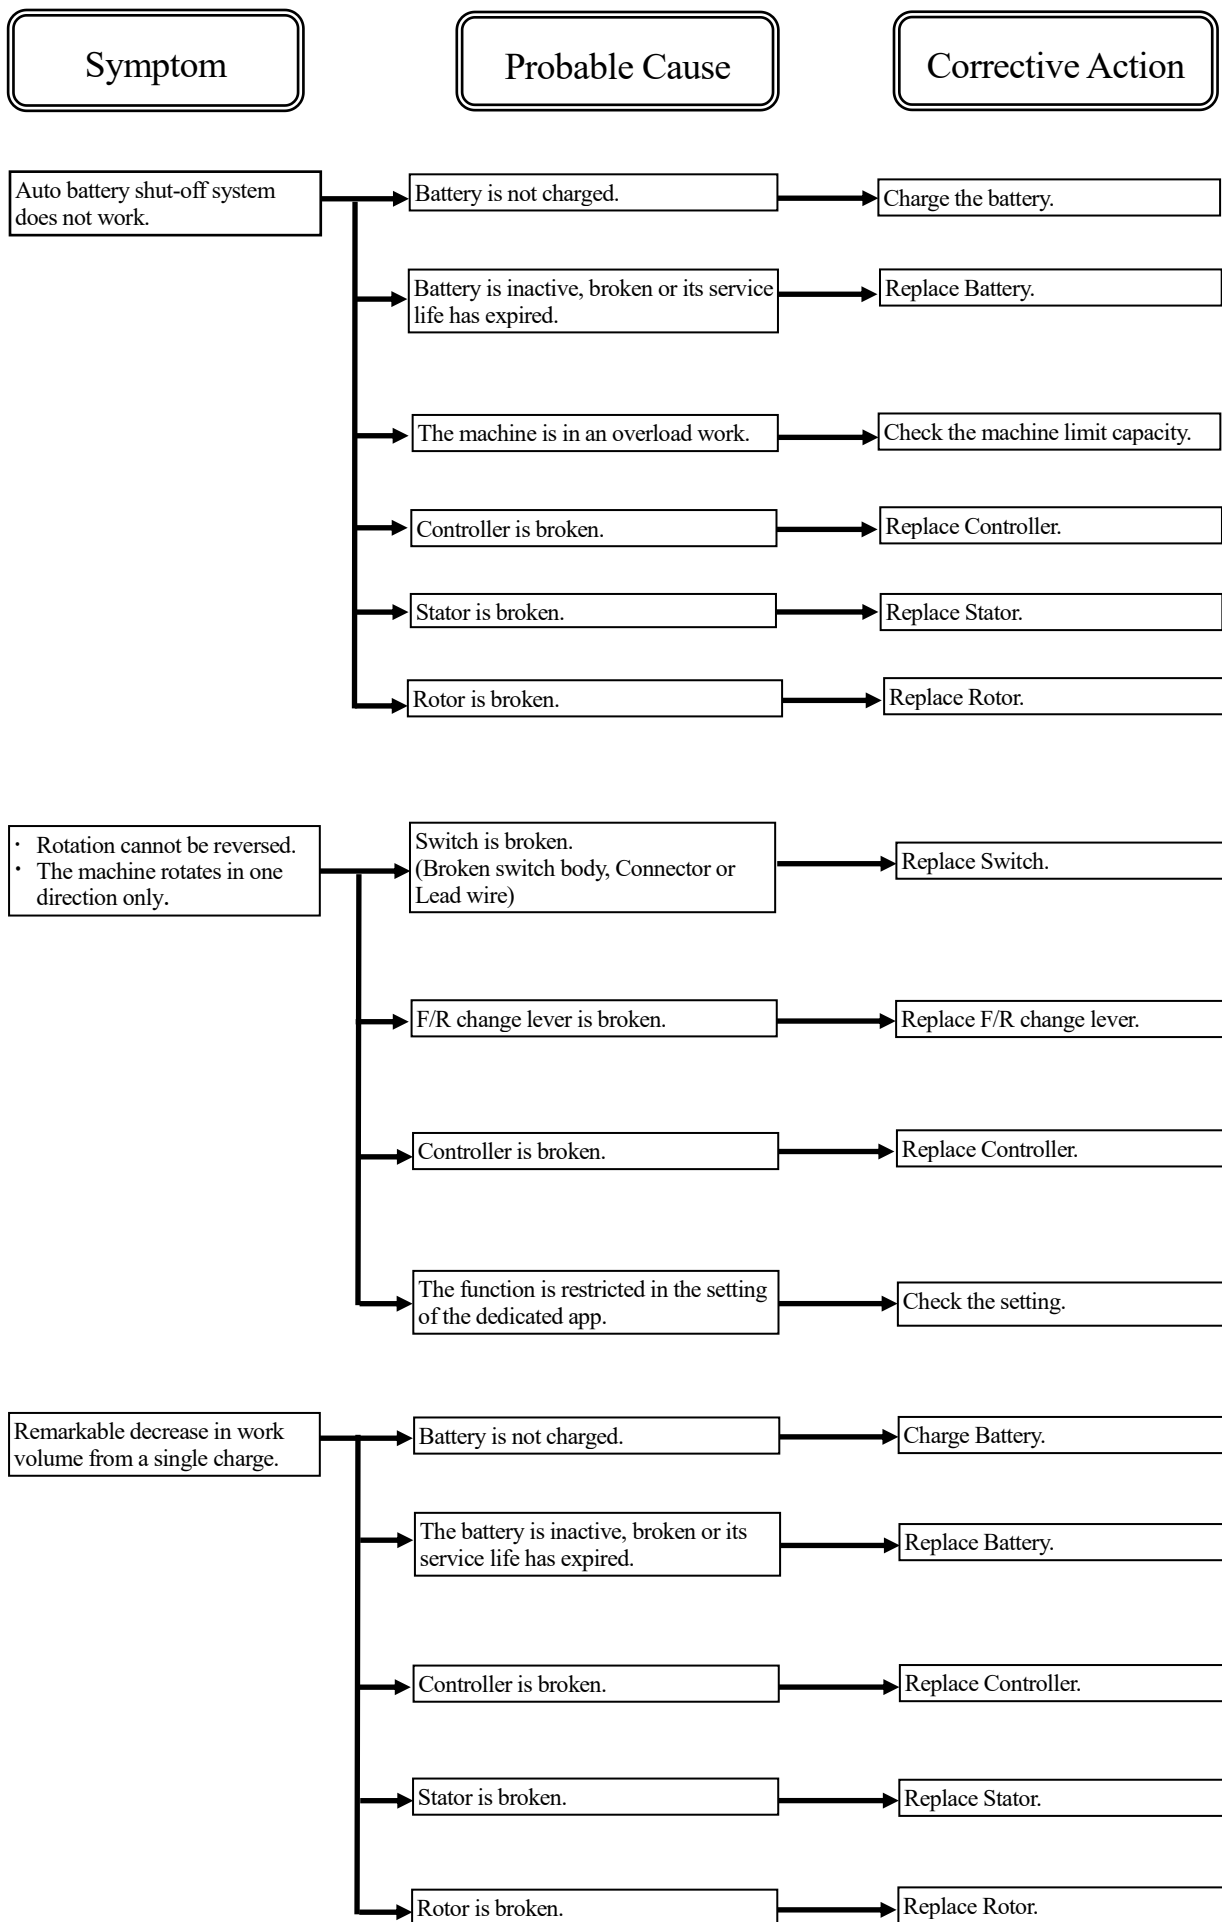 Symptom
Probable Cause
Corrective Action
Auto battery shut-off system
does not work.
Battery is not charged.
Charge the battery.
Battery is inactive, broken or its service
life has expired.
Replace Battery.
The machine is in an overload work.
Check the machine limit capacity.
Controller is broken.
Replace Controller.
Stator is broken.
Replace Stator.
Rotor is broken.
Replace Rotor.
・ Rotation cannot be reversed.
・ The machine rotates in one
direction only.
Switch is broken.
(Broken switch body, Connector or
Lead wire)
Replace Switch.
F/R change lever is broken.
Replace F/R change lever.
Controller is broken.
Replace Controller.
The function is restricted in the setting
of the dedicated app.
Check the setting.
Remarkable decrease in work
volume from a single charge.
Battery is not charged.
Charge Battery.
The battery is inactive, broken or its
service life has expired.
Replace Battery.
Controller is broken.
Replace Controller.
Stator is broken.
Replace Stator.
Rotor is broken.
Replace Rotor.